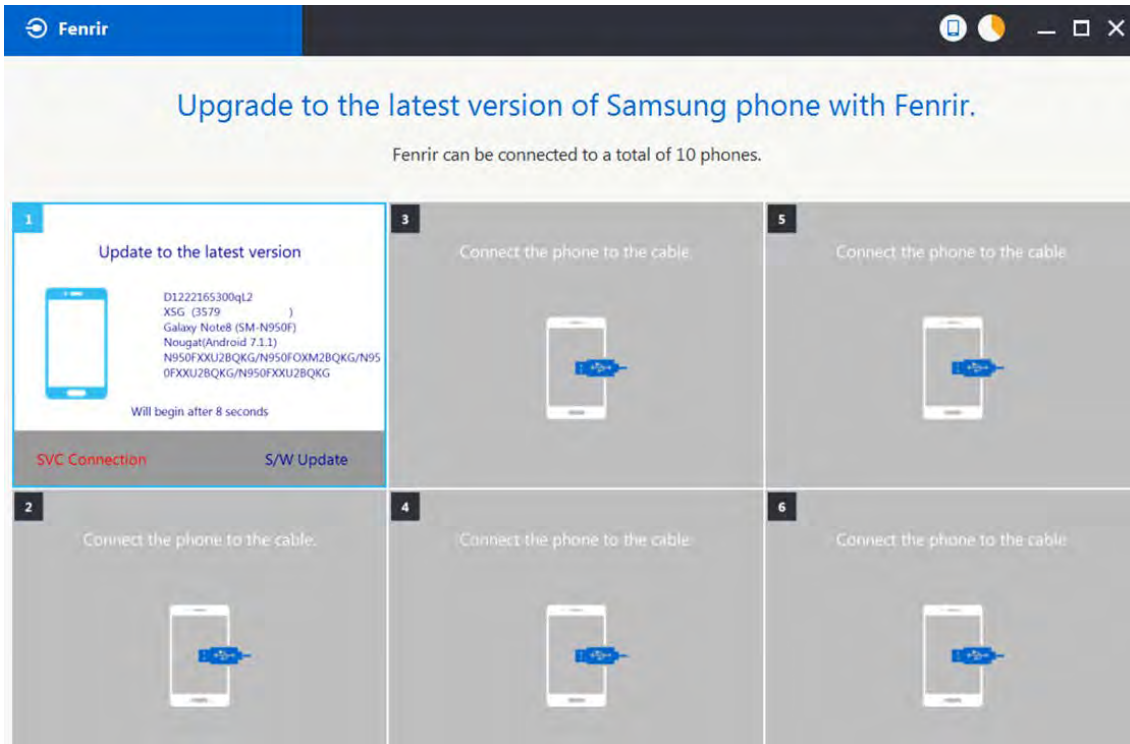 Fenrir
Upgrade to the latest version of Samsung phone with Fenrir.
Fenrir can be connected to a total of 10 phones.
1
Update to the latest version
D1222165300qL2
XSG (3579 )
Galaxy Note8 (SM-N950F)
Nougat(Android 7.1.1)
N950FXXU2BQKG/N950FOXM2BQKG/N95
0FXXU2BQKG/N950FXXU2BQKG
Will begin after 8 seconds
SVC Connection
S/W Update
2
Connect the phone to the cable.
3
Connect the phone to the cable.
4
Connect the phone to the cable.
5
Connect the phone to the cable
6
Connect the phone to the cable